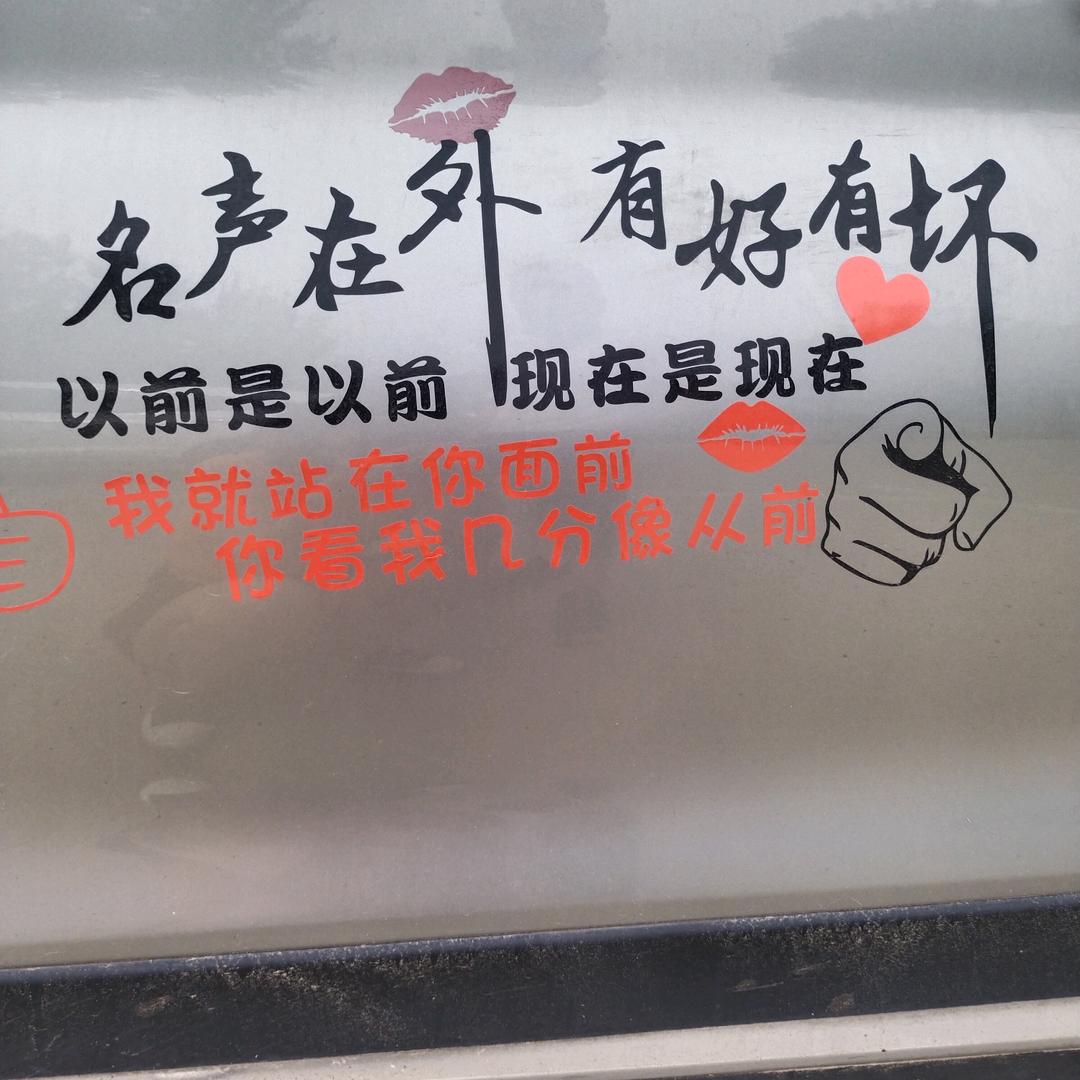 名声在外 有好有坏
以前是以前 现在是现在
我就站在你面前
你看我几分像从前